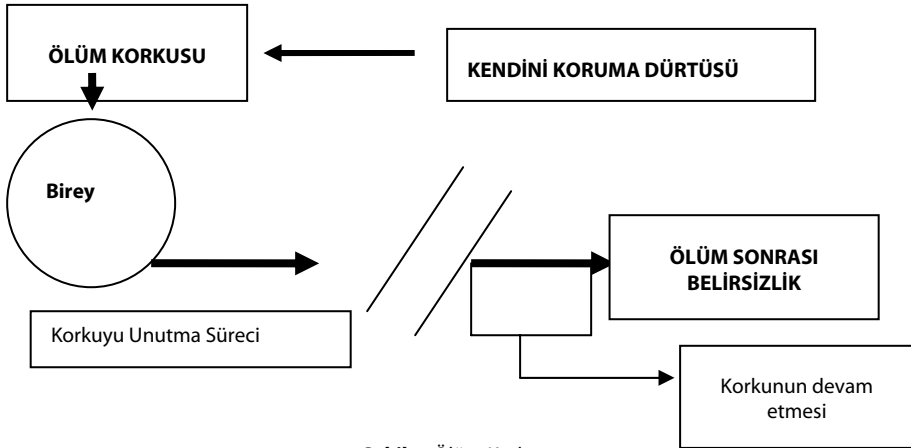 ÖLÜM KORKUSU
KENDİNİ KORUMA DÜRTÜSÜ
Birey
ÖLÜM SONRASI
BELİRSİZLİK
Korkuyu Unutma Süreci
Korkunun devam
etmesi